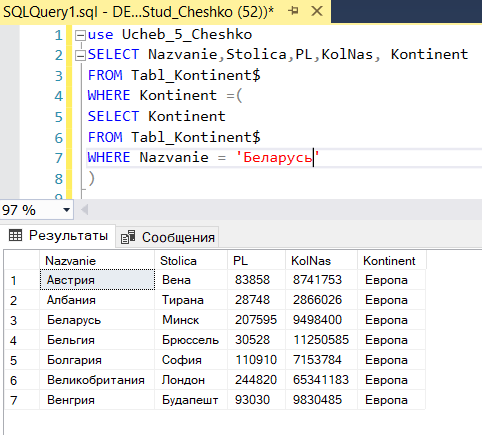 SQLQuery1.sql - DE...Stud_Cheshko (52))*
1 use Ucheb_5_Cheshko
2 SELECT Nazvanie,Stolica,PL,KolNas, Kontinent
3 FROM Tabl_Kontinent$
4 WHERE Kontinent =(
5 SELECT Kontinent
6 FROM Tabl_Kontinent$
7 WHERE Nazvanie = 'Беларусь'
8 )
9
97 %
Результаты Сообщения
Nazvanie Stolica PL KolNas Kontinent
1 Австрия Вена 83858 8741753 Европа
2 Албания Тирана 28748 2866026 Европа
3 Беларусь Минск 207595 9498400 Европа
4 Бельгия Брюссель 30528 11250585 Европа
5 Болгария София 110910 7153784 Европа
6 Великобритания Лондон 244820 65341183 Европа
7 Венгрия Будапешт 93030 9830485 Европа